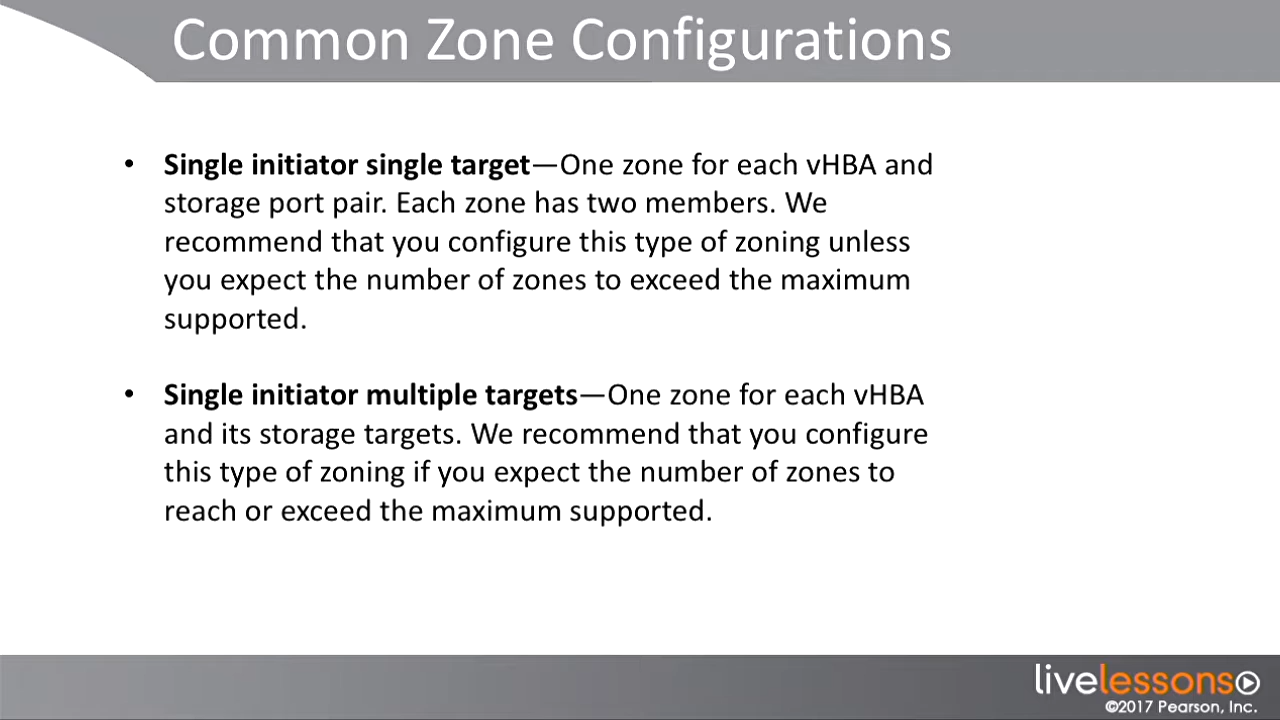 Common Zone Configurations
• Single initiator single target—One zone for each vHBA and
storage port pair. Each zone has two members. We
recommend that you configure this type of zoning unless
you expect the number of zones to exceed the maximum
supported.
• Single initiator multiple targets—One zone for each vHBA
and its storage targets. We recommend that you configure
this type of zoning if you expect the number of zones to
reach or exceed the maximum supported.
livelessons
©2017 Pearson, Inc.